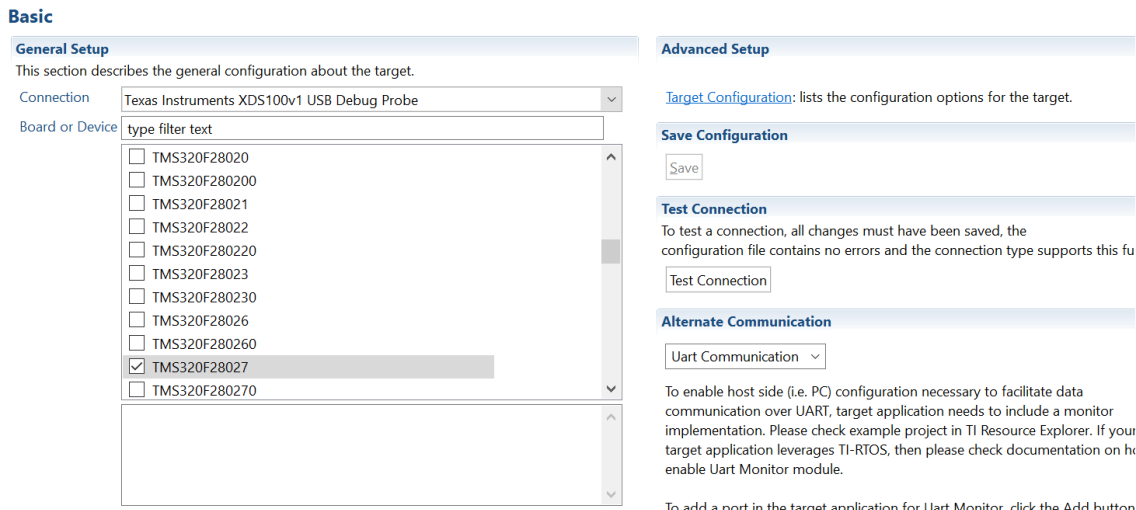 Basic
General Setup
This section describes the general configuration about the target.
Connection
Texas Instruments XDS100v1 USB Debug Probe
Board or Device
type filter text
TMS320F28020
TMS320F280200
TMS320F28021
TMS320F28022
TMS320F280220
TMS320F28023
TMS320F280230
TMS320F28026
TMS320F280260
TMS320F28027
TMS320F280270
Advanced Setup
Target Configuration: lists the configuration options for the target.
Save Configuration
Save
Test Connection
To test a connection, all changes must have been saved, the
configuration file contains no errors and the connection type supports this fu
Test Connection
Alternate Communication
Uart Communication
To enable host side (i.e. PC) configuration necessary to facilitate data
communication over UART, target application needs to include a monitor
implementation. Please check example project in TI Resource Explorer. If your
target application leverages TI-RTOS, then please check documentation on ho
enable Uart Monitor module.
To add a port in the target application for Uart Monitor, click the Add button